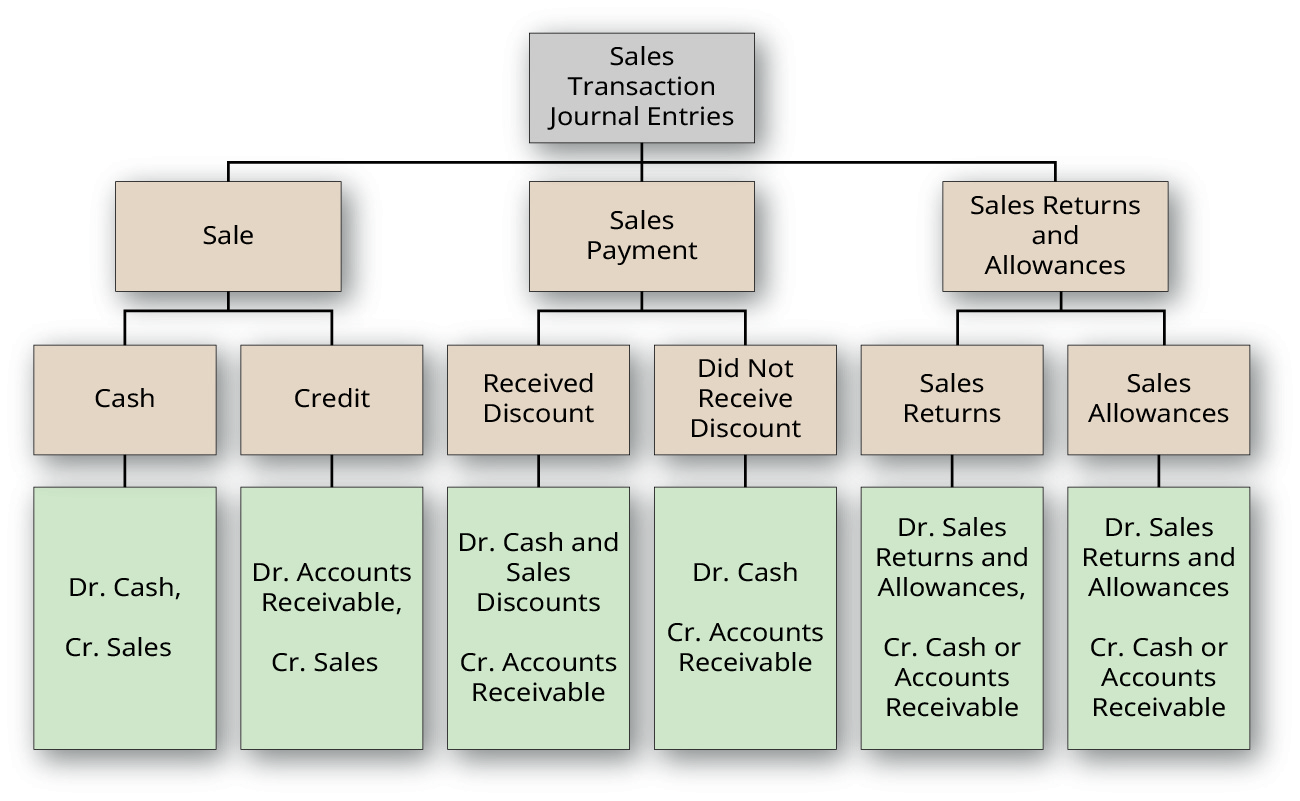 Sales
Transaction
Journal Entries
Sale
Sales
Payment
Sales Returns
and
Allowances
Cash
Credit
Received
Discount
Did Not
Receive
Discount
Sales
Returns
Sales
Allowances
Dr. Cash,
Cr. Sales
Dr. Accounts
Receivable,
Cr. Sales
Dr. Cash and
Sales
Discounts
Cr. Accounts
Receivable
Dr. Cash
Cr. Accounts
Receivable
Dr. Sales
Returns and
Allowances,
Cr. Cash or
Accounts
Receivable
Dr. Sales
Returns and
Allowances
Cr. Cash or
Accounts
Receivable